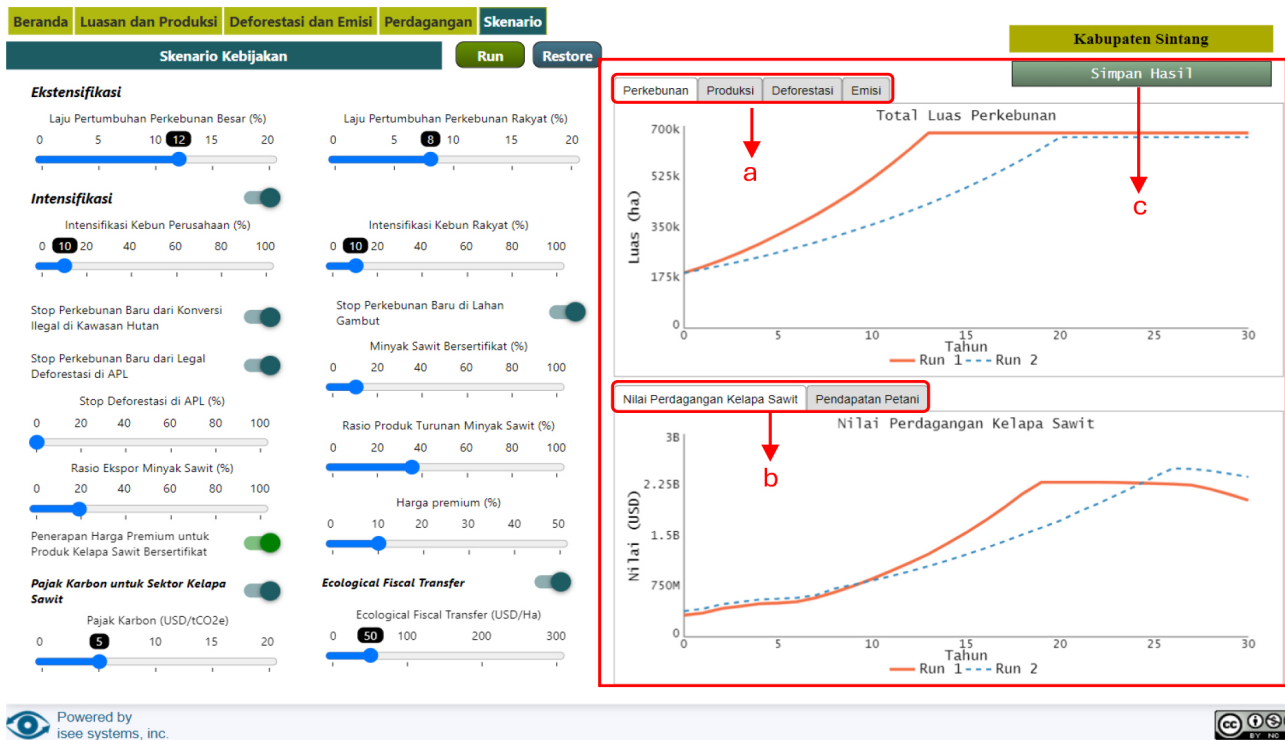 Beranda Luasan dan Produksi Deforestasi dan Emisi Perdagangan Skenario
Skenario Kebijakan
Run
Restore
Kabupaten Sintang
Simpan Hasil
Ekstensifikasi
Laju Pertumbuhan Perkebunan Besar (%)
0 5 10 12 15 20
Laju Pertumbuhan Perkebunan Rakyat (%)
0 5 8 10 15 20
Intensifikasi
Intensifikasi Kebun Perusahaan (%)
0 10 20 40 60 80 100
Intensifikasi Kebun Rakyat (%)
0 10 20 40 60 80 100
Stop Perkebunan Baru dari Konversi
Ilegal di Kawasan Hutan
Stop Perkebunan Baru di Lahan
Gambut
Stop Perkebunan Baru dari Legal
Deforestasi di APL
Minyak Sawit Bersertifikat (%)
0 20 40 60 80 100
Stop Deforestasi di APL (%)
0 20 40 60 80 100
Rasio Produk Turunan Minyak Sawit (%)
0 20 40 60 80 100
Rasio Ekspor Minyak Sawit (%)
0 20 40 60 80 100
Harga premium (%)
0 10 20 30 40 50
Penerapan Harga Premium untuk
Produk Kelapa Sawit Bersertifikat
Pajak Karbon untuk Sektor Kelapa
Sawit
Ecological Fiscal Transfer
Pajak Karbon (USD/tCO2e)
0 5 10 15 20
Ecological Fiscal Transfer (USD/Ha)
0 50 100 200 300
Perkebunan Produksi Deforestasi Emisi
a
c
Total Luas Perkebunan
700k
525k
350k
175k
0
Luas (ha)
0 5 10 15 20 25 30
Tahun
Run 1 Run 2
Nilai Perdagangan Kelapa Sawit Pendapatan Petani
b
Nilai Perdagangan Kelapa Sawit
3B
2.25B
1.5B
750M
0
Nilai (USD)
0 5 10 15 20 25 30
Tahun
Run 1 Run 2
Powered by
isee systems, inc.
cc
BY NC